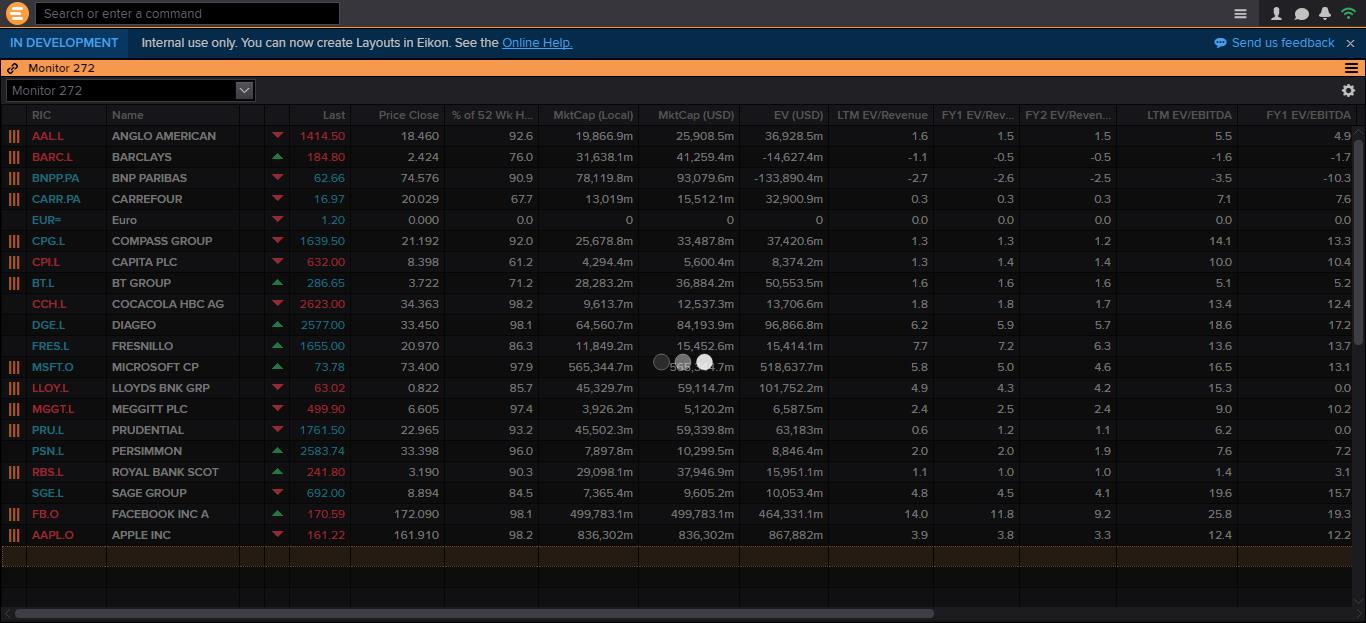 Search or enter a command
IN DEVELOPMENT Internal use only. You can now create Layouts in Eikon. See the Online Help. Send us feedback
Monitor 272
Monitor 272
RIC Name Last Price Close % of 52 Wk H... MktCap (Local) MktCap (USD) EV (USD) LTM EV/Revenue FY1 EV/Rev... FY2 EV/Reven... LTM EV/EBITDA FY1 EV/EBITDA
AAL.L ANGLO AMERICAN 1414.50 18.460 92.6 19,866.9m 25,908.5m 36,928.5m 1.6 1.5 1.5 5.5 4.9
BARC.L BARCLAYS 184.80 2.424 76.0 31,638.1m 41,259.4m -14,627.4m -1.1 -0.5 -0.5 -1.6 -1.7
BNPP.PA BNP PARIBAS 62.66 74.576 90.9 78,119.8m 93,079.6m -133,890.4m -2.7 -2.6 -2.5 -3.5 -10.3
CARR.PA CARREFOUR 16.97 20.029 67.7 13,019m 15,512.1m 32,900.9m 0.3 0.3 0.3 7.1 7.6
EUR= Euro 1.20 0.000 0.0 0 0 0 0.0 0.0 0.0 0.0 0.0
CPG.L COMPASS GROUP 1639.50 21.192 92.0 25,678.8m 33,487.8m 37,420.6m 1.3 1.3 1.2 14.1 13.3
CPI.L CAPITA PLC 632.00 8.398 61.2 4,294.4m 5,600.4m 8,374.2m 1.3 1.4 1.4 10.0 10.4
BT.L BT GROUP 286.65 3.722 71.2 28,283.2m 36,884.2m 50,553.5m 1.6 1.6 1.6 5.1 5.2
CCH.L COCACOLA HBC AG 2623.00 34.363 98.2 9,613.7m 12,537.3m 13,706.6m 1.8 1.8 1.7 13.4 12.4
DGE.L DIAGEO 2577.00 33.450 98.1 64,560.7m 84,193.9m 96,866.8m 6.2 5.9 5.7 18.6 17.2
FRES.L FRESNILLO 1655.00 20.970 86.3 11,849.2m 15,452.6m 15,414.1m 7.7 7.2 6.3 13.6 13.7
MSFT.O MICROSOFT CP 73.78 73.400 97.9 565,344.7m 518,637.7m 5.8 5.0 4.6 16.5 13.1
LLOY.L LLOYDS BNK GRP 63.02 0.822 85.7 45,329.7m 59,114.7m 101,752.2m 4.9 4.3 4.2 15.3 0.0
MGGT.L MEGGITT PLC 499.90 6.605 97.4 3,926.2m 5,120.2m 6,587.5m 2.4 2.5 2.4 9.0 10.2
PRU.L PRUDENTIAL 1761.50 22.965 93.2 45,502.3m 59,339.8m 63,183m 0.6 1.2 1.1 6.2 0.0
PSN.L PERSIMMON 2583.74 33.398 96.0 7,897.8m 10,299.5m 8,846.4m 2.0 2.0 1.9 7.6 7.2
RBS.L ROYAL BANK SCOT 241.80 3.190 90.3 29,098.1m 37,946.9m 15,951.1m 1.1 1.0 1.0 1.4 3.1
SGE.L SAGE GROUP 692.00 8.894 84.5 7,365.4m 9,605.2m 10,053.4m 4.8 4.5 4.1 19.6 15.7
FB.O FACEBOOK INC A 170.59 172.090 98.1 499,783.1m 499,783.1m 464,331.1m 14.0 11.8 9.2 25.8 19.3
AAPL.O APPLE INC 161.22 161.910 98.2 836,302m 836,302m 867,882m 3.9 3.8 3.3 12.4 12.2